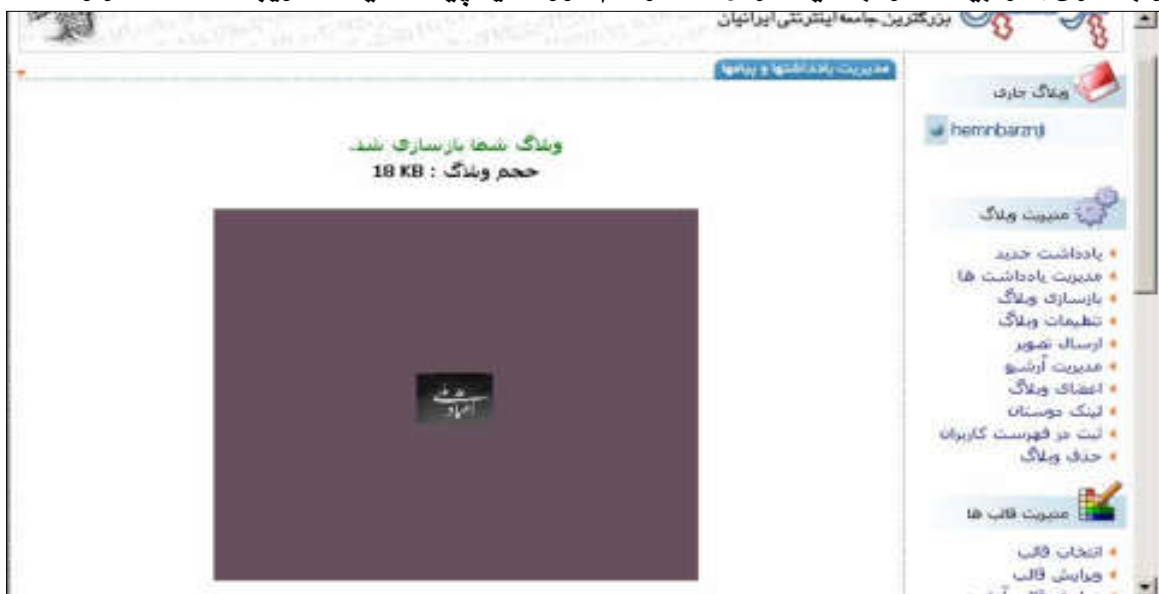 بزرگترین جامعه اینترنتی ایرانیان
مدیریت یادداشتها و پیامها
وبلاگ جاری
hemnbarznji
وبلاگ شما بازسازی شد.
حجم وبلاگ : 18 KB
مدیریت وبلاگ
یادداشت جدید
مدیریت یادداشت ها
بازسازی وبلاگ
تنظیمات وبلاگ
ارسال تصویر
مدیریت آرشیو
اعضای وبلاگ
لینک دوستان
ثبت در فهرست کاربران
حذف وبلاگ
مدیریت قالب ها
انتخاب قالب
ویرایش قالب